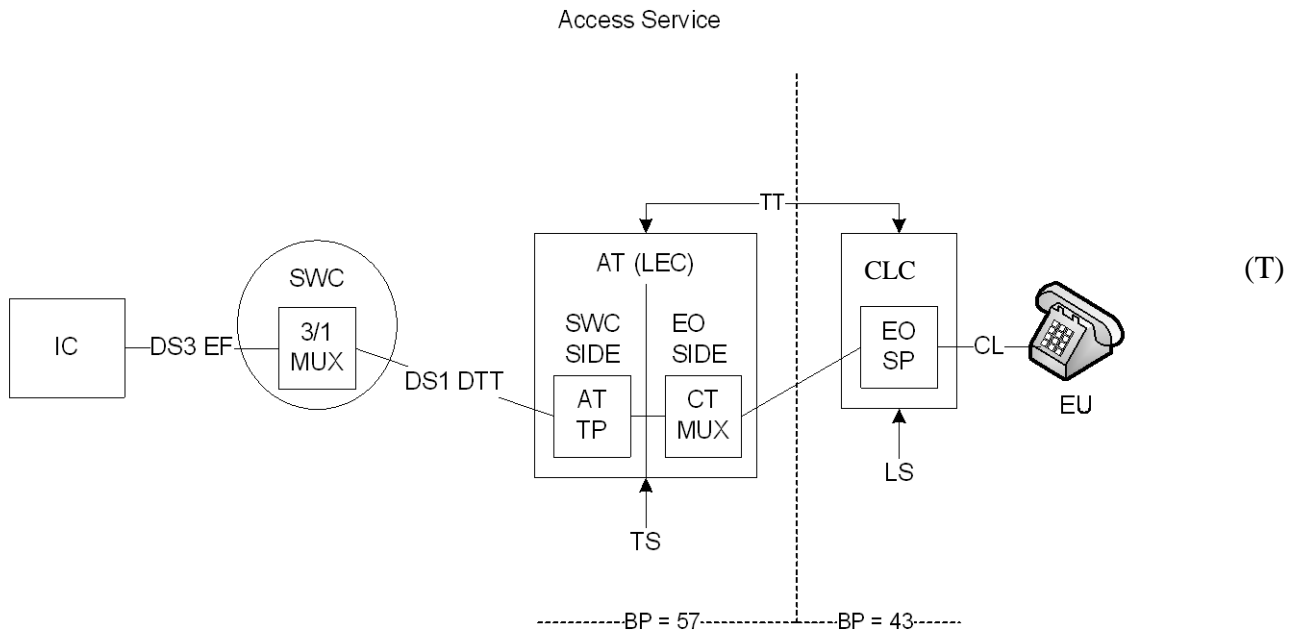 Access Service
TT
AT (LEC)
CLC
(T)
SWC
IC
DS3 EF
3/1
MUX
DS1 DTT
SWC
SIDE
EO
SIDE
AT
TP
CT
MUX
EO
SP
CL
EU
LS
TS
BP = 57
BP = 43